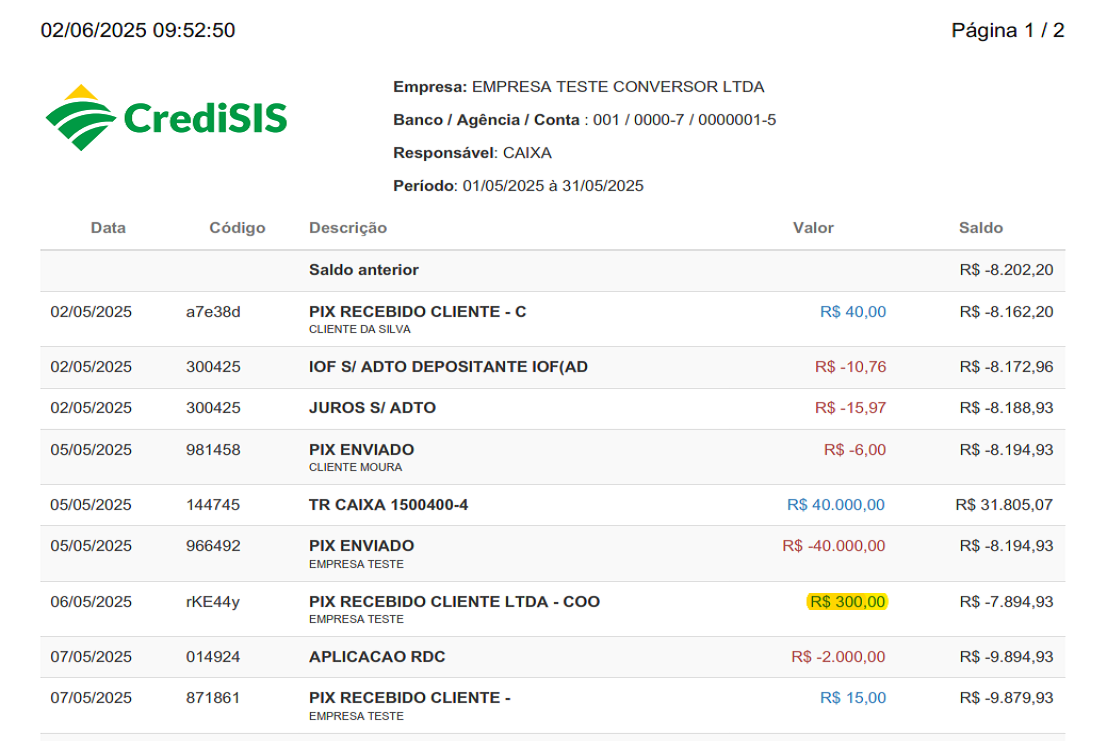 02/06/2025 09:52:50 Página 1 / 2
CrediSIS
Empresa: EMPRESA TESTE CONVERSOR LTDA
Banco / Agência / Conta : 001 / 0000-7 / 0000001-5
Responsável: CAIXA
Período: 01/05/2025 à 31/05/2025
Data Código Descrição Valor Saldo
Saldo anterior R$ -8.202,20
02/05/2025 a7e38d PIX RECEBIDO CLIENTE - C R$ 40,00 R$ -8.162,20
CLIENTE DA SILVA
02/05/2025 300425 IOF S/ ADTO DEPOSITANTE IOF(AD R$ -10,76 R$ -8.172,96
02/05/2025 300425 JUROS S/ ADTO R$ -15,97 R$ -8.188,93
05/05/2025 981458 PIX ENVIADO R$ -6,00 R$ -8.194,93
CLIENTE MOURA
05/05/2025 144745 TR CAIXA 1500400-4 R$ 40.000,00 R$ 31.805,07
05/05/2025 966492 PIX ENVIADO R$ -40.000,00 R$ -8.194,93
EMPRESA TESTE
06/05/2025 rKE44y PIX RECEBIDO CLIENTE LTDA - COO R$ 300,00 R$ -7.894,93
EMPRESA TESTE
07/05/2025 014924 APLICACAO RDC R$ -2.000,00 R$ -9.894,93
07/05/2025 871861 PIX RECEBIDO CLIENTE - R$ 15,00 R$ -9.879,93
EMPRESA TESTE